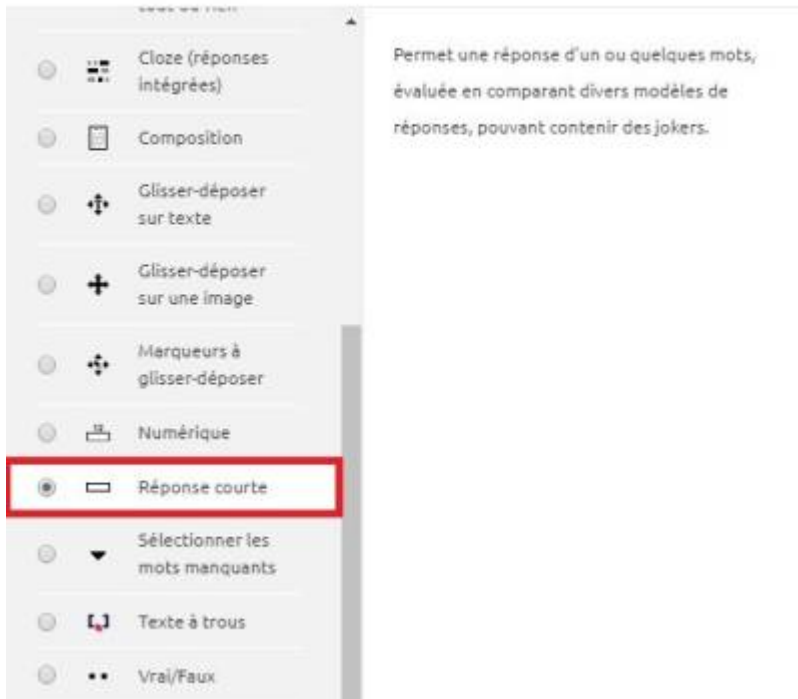 Cloze (réponses
intégrées)
Composition
Glisser-déposer
sur texte
Glisser-déposer
sur une image
Marqueurs à
glisser-déposer
12
Numérique
Réponse courte
Sélectionner les
mots manquants
Texte à trous
Vrai/Faux
Permet une réponse d'un ou quelques mots,
évaluée en comparant divers modèles de
réponses, pouvant contenir des jokers.